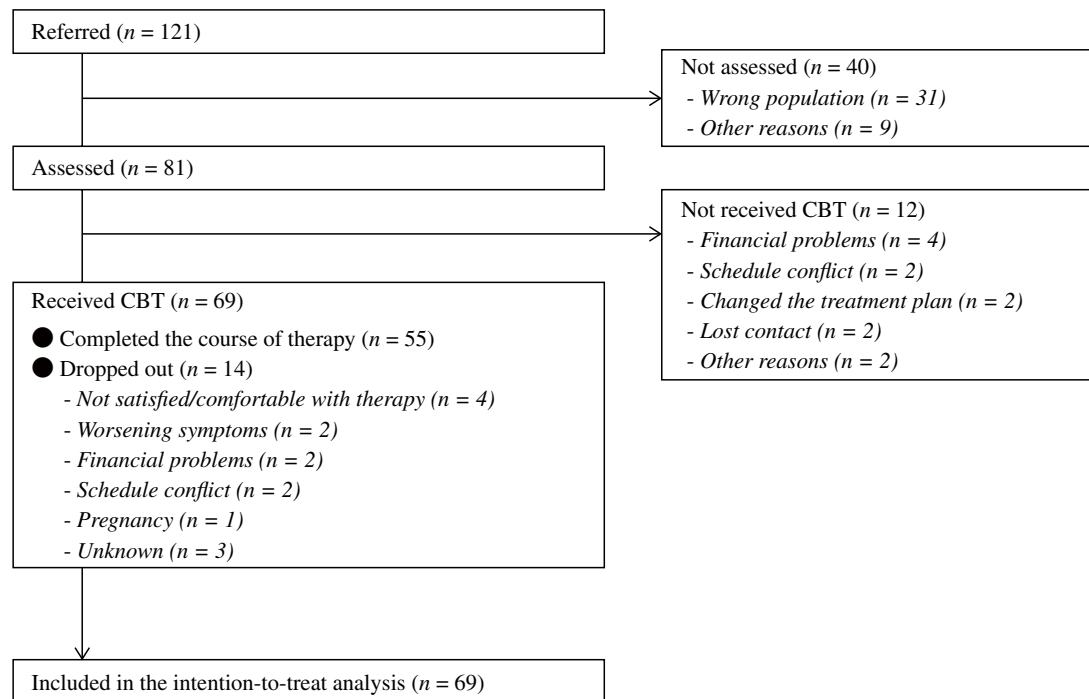 Referred (n = 121)
Not assessed (n = 40)
- Wrong population (n = 31)
- Other reasons (n = 9)
Assessed (n = 81)
Not received CBT (n = 12)
- Financial problems (n = 4)
- Schedule conflict (n = 2)
- Changed the treatment plan (n = 2)
- Lost contact (n = 2)
- Other reasons (n = 2)
Received CBT (n = 69)
● Completed the course of therapy (n = 55)
● Dropped out (n = 14)
- Not satisfied/comfortable with therapy (n = 4)
- Worsening symptoms (n = 2)
- Financial problems (n = 2)
- Schedule conflict (n = 2)
- Pregnancy (n = 1)
- Unknown (n = 3)
Included in the intention-to-treat analysis (n = 69)